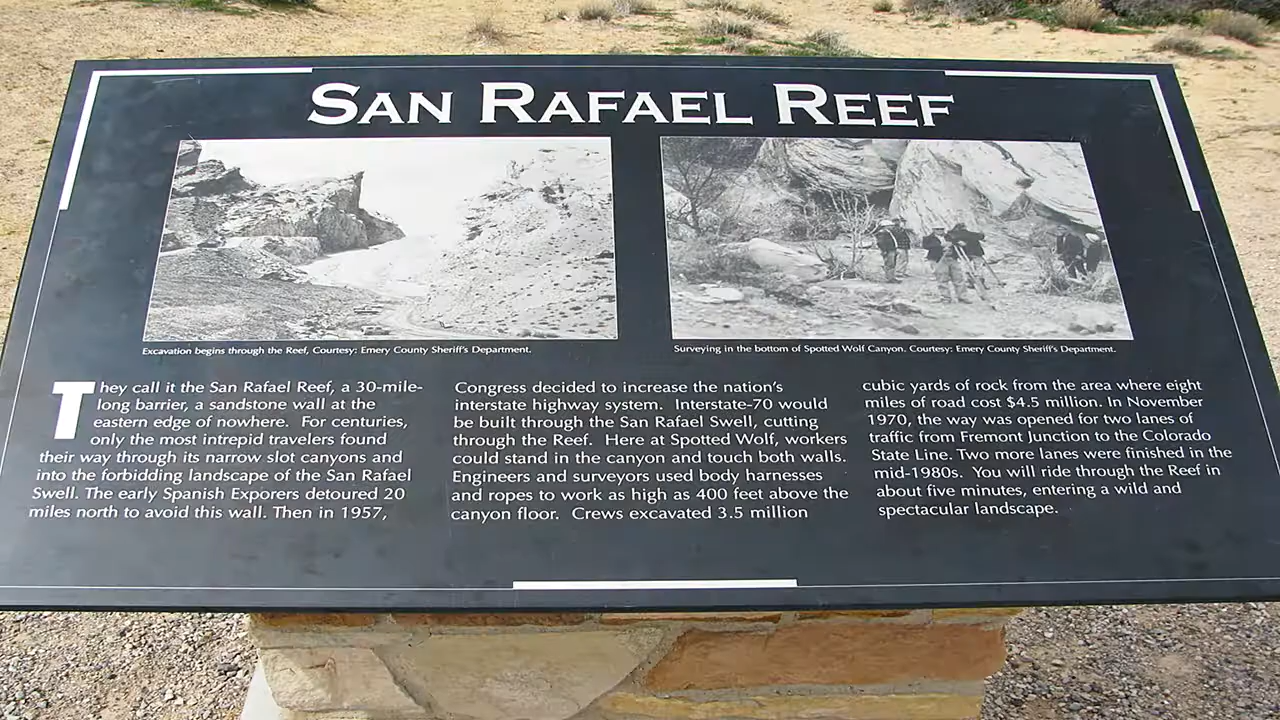 SAN RAFAEL REEF
Excavation begins through the Reef, Courtesy: Emery County Sheriff's Department.
Surveying in the bottom of Spotted Wolf Canyon. Courtesy: Emery County Sheriff's Department.
They call it the San Rafael Reef, a 30-mile-
long barrier, a sandstone wall at the
eastern edge of nowhere. For centuries,
only the most intrepid travelers found
their way through its narrow slot canyons and
into the forbidding landscape of the San Rafael
Swell. The early Spanish Exporers detoured 20
miles north to avoid this wall. Then in 1957,
Congress decided to increase the nation's
interstate highway system. Interstate-70 would
be built through the San Rafael Swell, cutting
through the Reef. Here at Spotted Wolf, workers
could stand in the canyon and touch both walls.
Engineers and surveyors used body harnesses
and ropes to work as high as 400 feet above the
canyon floor. Crews excavated 3.5 million
cubic yards of rock from the area where eight
miles of road cost $4.5 million. In November
1970, the way was opened for two lanes of
traffic from Fremont Junction to the Colorado
State Line. Two more lanes were finished in the
mid-1980s. You will ride through the Reef in
about five minutes, entering a wild and
spectacular landscape.